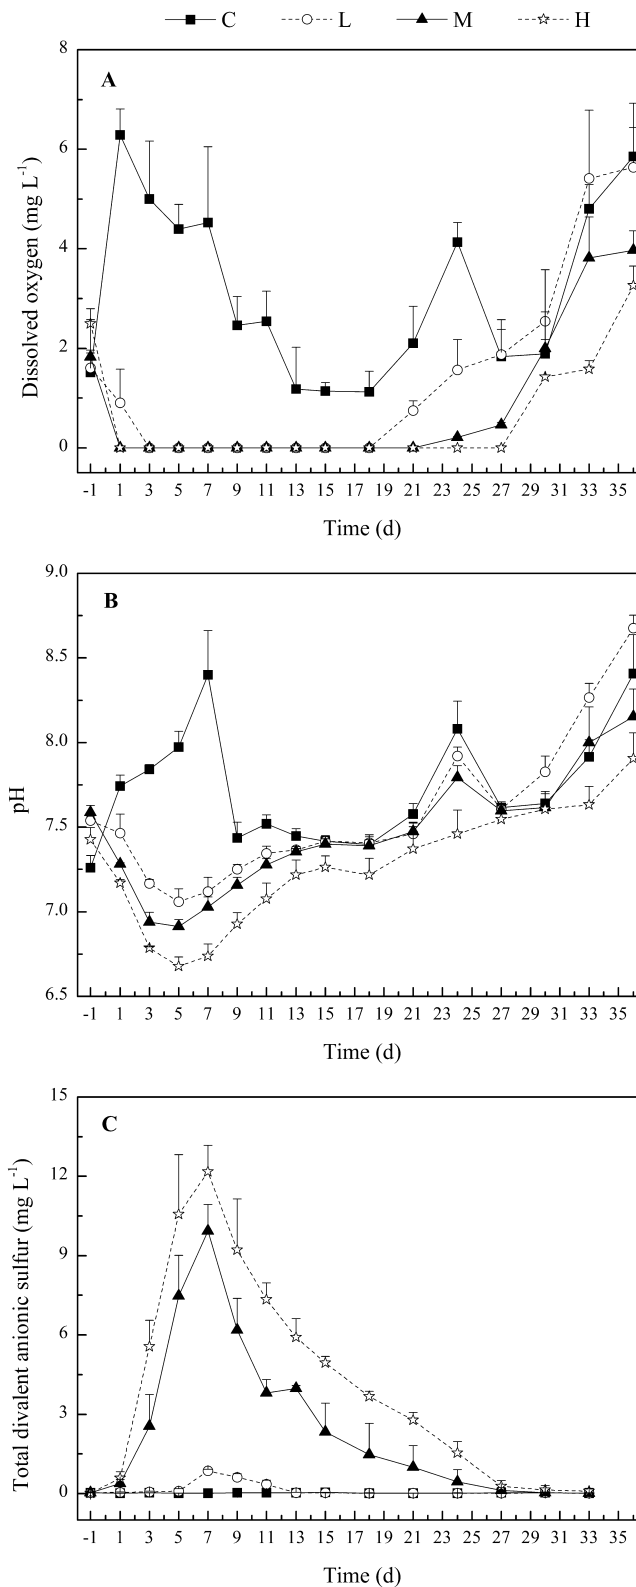 C L M H
A
8
6
4
2
0
Dissolved oxygen (mg L-1)
-1 1 3 5 7 9 11 13 15 17 19 21 23 25 27 29 31 33 35
Time (d)
B
9.0
8.5
8.0
7.5
7.0
6.5
pH
-1 1 3 5 7 9 11 13 15 17 19 21 23 25 27 29 31 33 35
Time (d)
C
15
12
9
6
3
0
Total divalent anionic sulfur (mg L-1)
-1 1 3 5 7 9 11 13 15 17 19 21 23 25 27 29 31 33 35
Time (d)